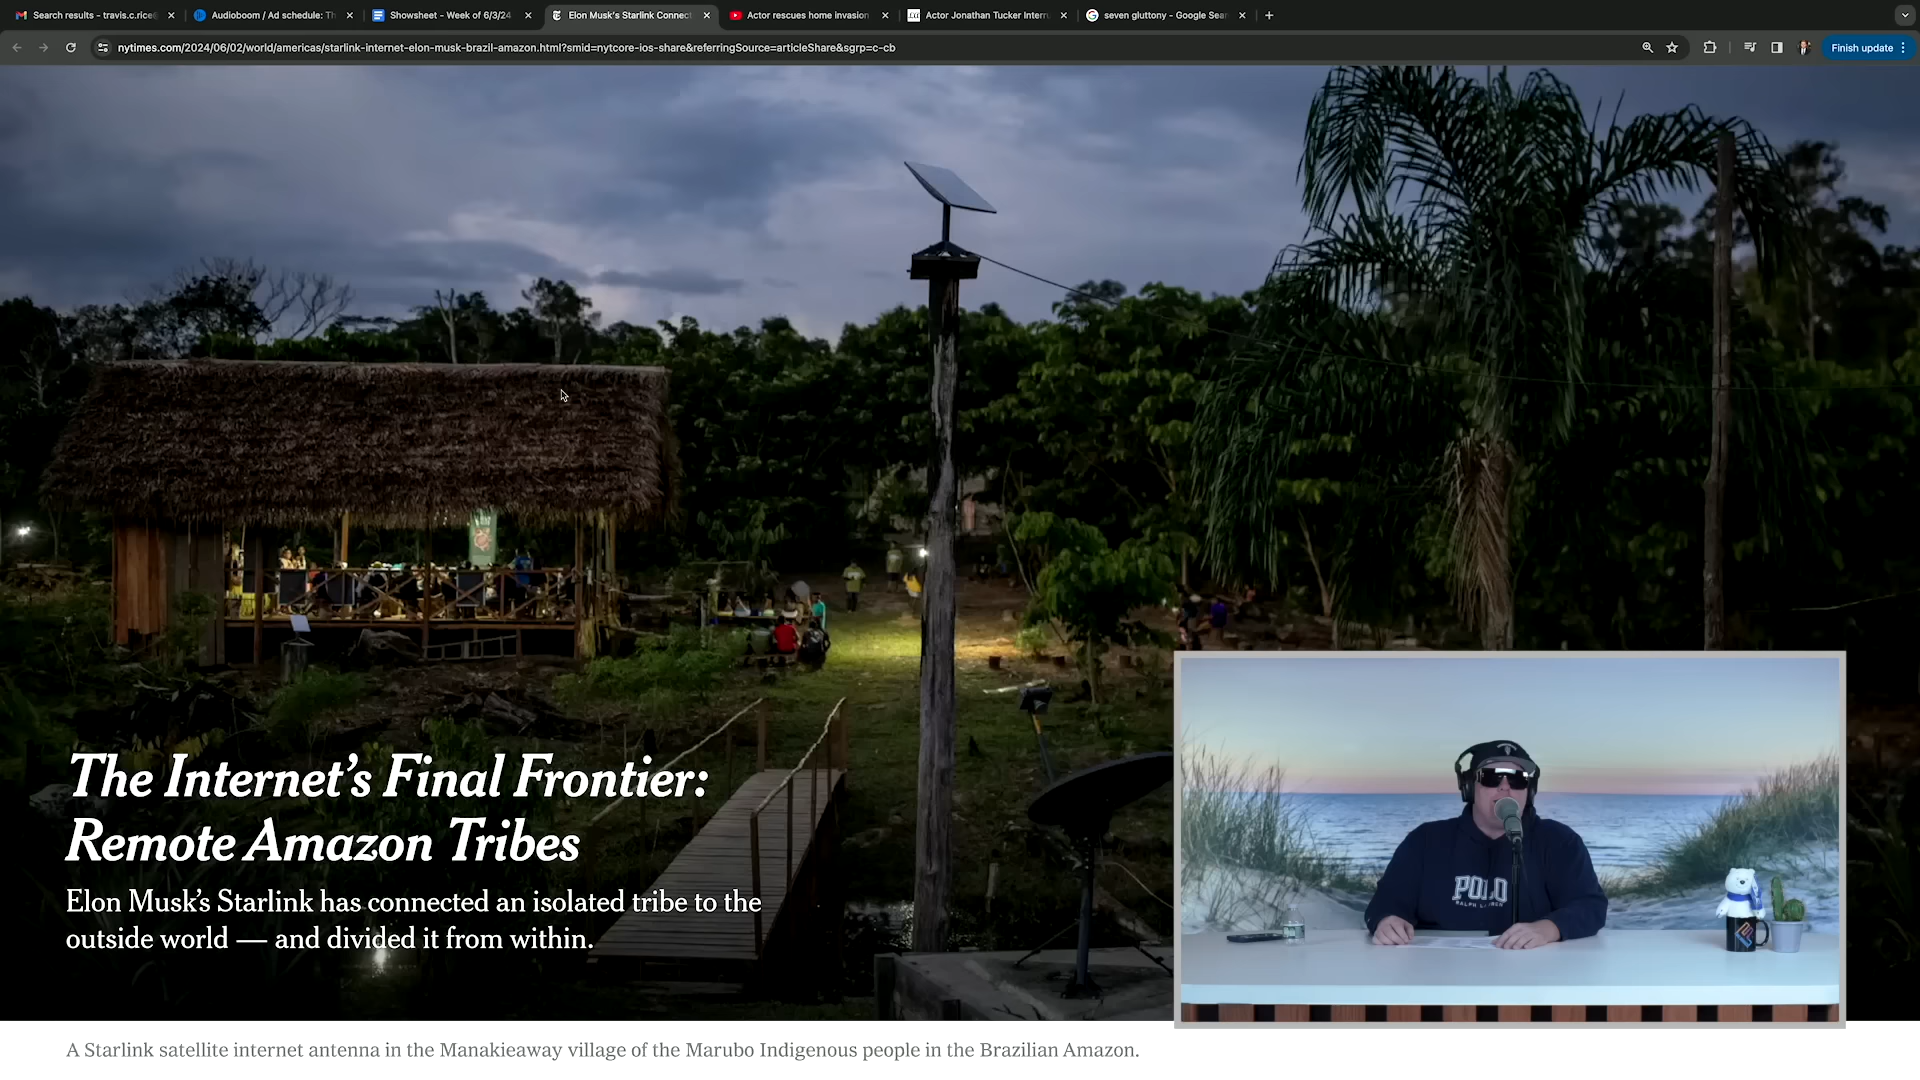 Search results - travis.c.rice
Audioboom / Ad schedule: Th
Showsheet - Week of 6/3/24
Elon Musk's Starlink Connect
Actor rescues home invasion
Actor Jonathan Tucker Interru
seven gluttony - Google Sear
nytimes.com/2024/06/02/world/americas/starlink-internet-elon-musk-brazil-amazon.html?smid=nytcore-ios-share&referringSource=articleShare&sgrp=c-cb
Finish update
The Internet's Final Frontier:
Remote Amazon Tribes
Elon Musk's Starlink has connected an isolated tribe to the
outside world — and divided it from within.
POLO
RALPH LAUREN
A Starlink satellite internet antenna in the Manakieaway village of the Marubo Indigenous people in the Brazilian Amazon.